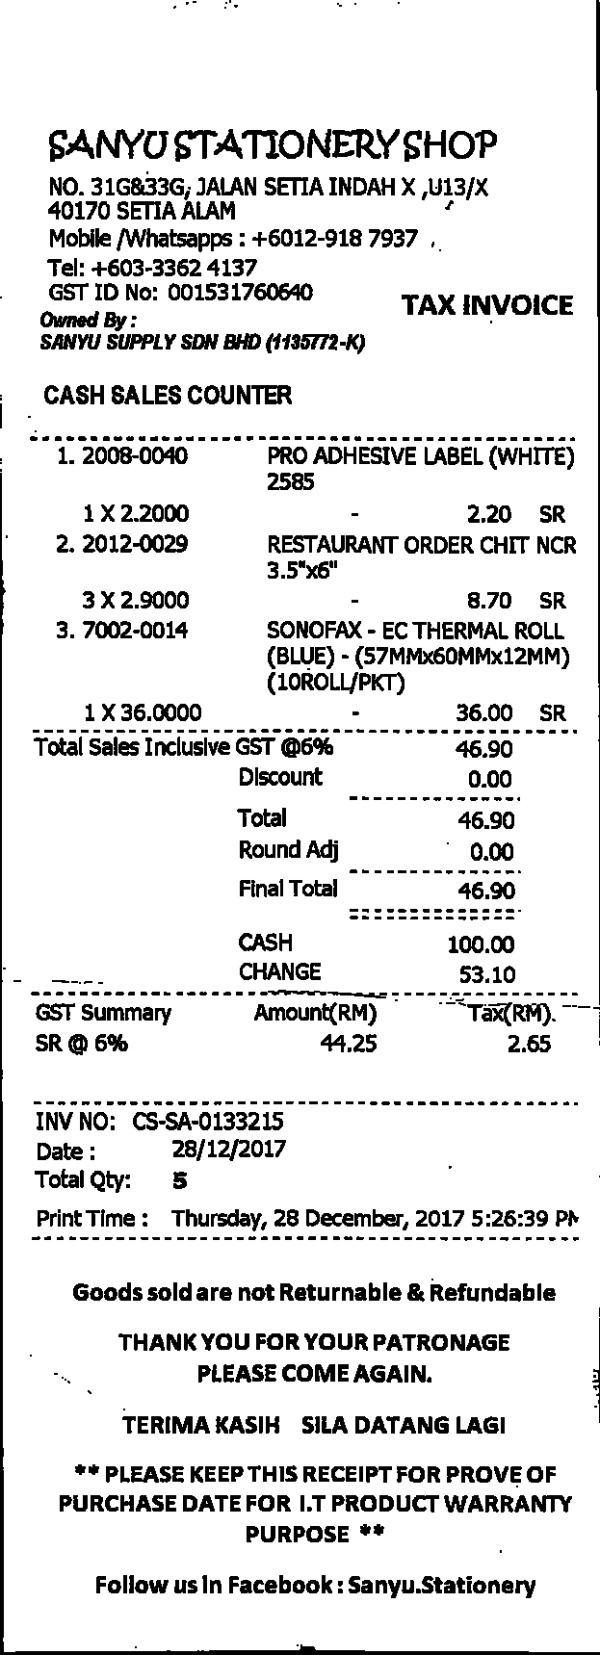 SANYU STATIONERY SHOP
NO. 31G&33G, JALAN SETIA INDAH X ,U13/X
40170 SETIA ALAM
Mobile /Whatsapps : +6012-918 7937
Tel: +603-3362 4137
GST ID No: 001531760640
TAX INVOICE
Owned By :
SANYU SUPPLY SDN BHD (1135772-K)
CASH SALES COUNTER
1. 2008-0040 PRO ADHESIVE LABEL (WHITE)
2585
1 X 2.2000 - 2.20 SR
2. 2012-0029 RESTAURANT ORDER CHIT NCR
3.5"x6"
3 X 2.9000 - 8.70 SR
3. 7002-0014 SONOFAX - EC THERMAL ROLL
(BLUE) - (57MMx60MMx12MM)
(10ROLL/PKT)
1 X 36.0000 - 36.00 SR
Total Sales Inclusive GST @6% 46.90
Discount 0.00
Total 46.90
Round Adj 0.00
Final Total 46.90
CASH 100.00
CHANGE 53.10
GST Summary Amount(RM) Tax(RM)
SR @ 6% 44.25 2.65
INV NO: CS-SA-0133215
Date : 28/12/2017
Total Qty: 5
Print Time : Thursday, 28 December, 2017 5:26:39 PM
Goods sold are not Returnable & Refundable
THANK YOU FOR YOUR PATRONAGE
PLEASE COME AGAIN.
TERIMA KASIH SILA DATANG LAGI
** PLEASE KEEP THIS RECEIPT FOR PROVE OF
PURCHASE DATE FOR I.T PRODUCT WARRANTY
PURPOSE **
Follow us in Facebook : Sanyu.Stationery